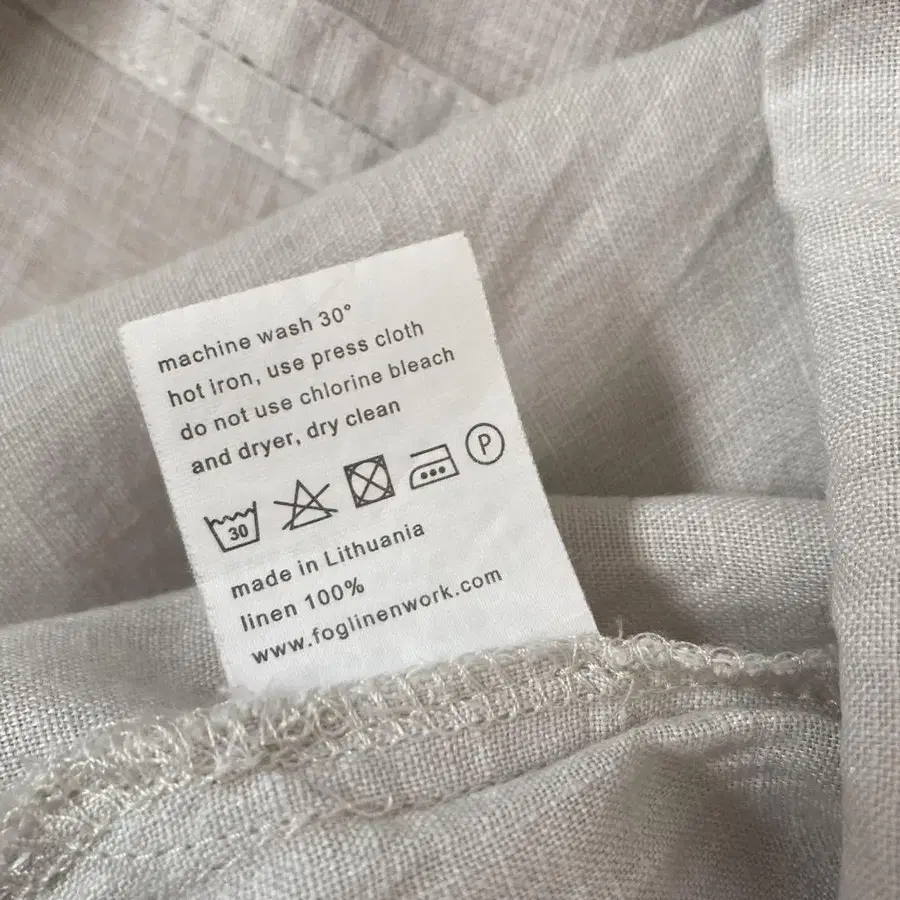 machine wash 30°
hot iron, use press cloth
do not use chlorine bleach
and dryer, dry clean
30 P
made in Lithuania
linen 100%
www.foglinenwork.com